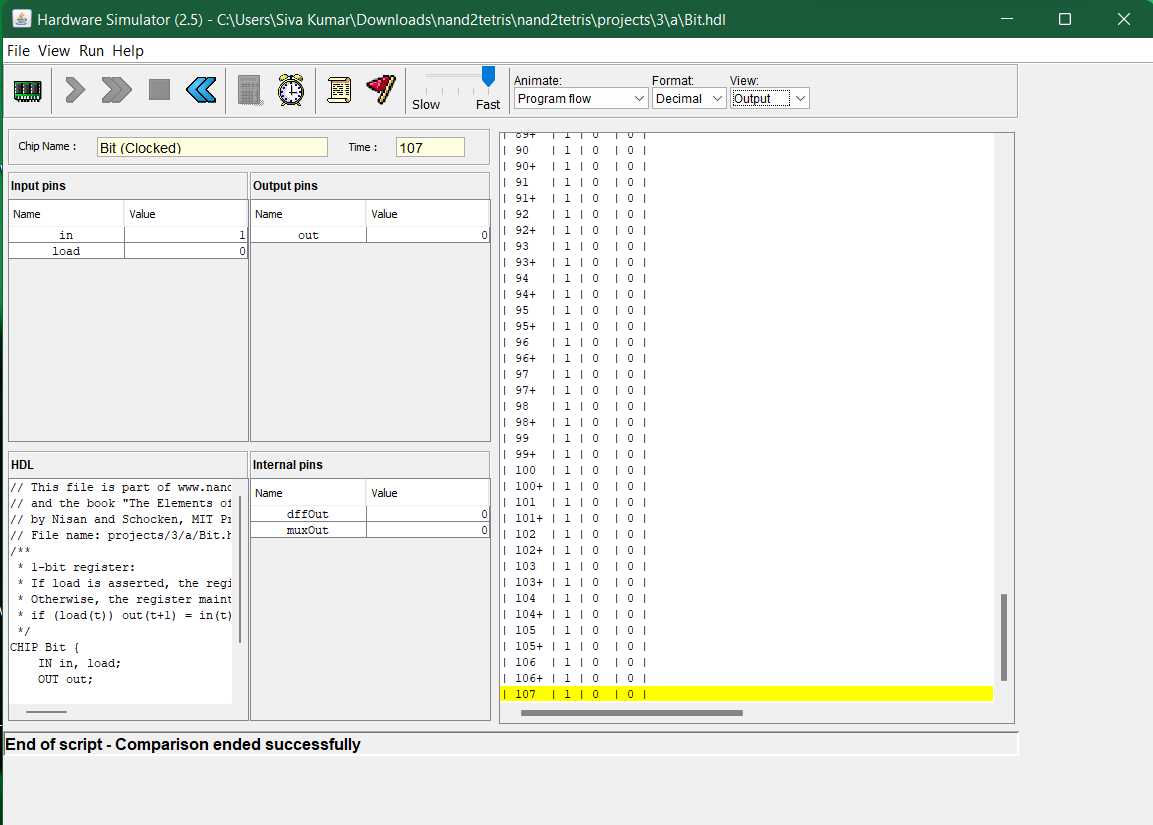 Hardware Simulator (2.5) - C:\Users\Siva Kumar\Downloads\nand2tetris\nand2tetris\projects\3\a\Bit.hdl
File View Run Help
Slow Fast
Animate: Format: View:
Program flow Decimal Output
Chip Name : Bit (Clocked) Time : 107
Input pins
Name Value
in 1
load 0
Output pins
Name Value
out 0
HDL
// This file is part of www.nand
// and the book "The Elements of
// by Nisan and Schocken, MIT Pr
// File name: projects/3/a/Bit.h
/**
* 1-bit register:
* If load is asserted, the regi
* Otherwise, the register maint
* if (load(t)) out(t+1) = in(t)
*/
CHIP Bit {
IN in, load;
OUT out;
Internal pins
Name Value
dffOut 0
muxOut 0
| 89+ | 1 | 0 | 0 |
| 90 | 1 | 0 | 0 |
| 90+ | 1 | 0 | 0 |
| 91 | 1 | 0 | 0 |
| 91+ | 1 | 0 | 0 |
| 92 | 1 | 0 | 0 |
| 92+ | 1 | 0 | 0 |
| 93 | 1 | 0 | 0 |
| 93+ | 1 | 0 | 0 |
| 94 | 1 | 0 | 0 |
| 94+ | 1 | 0 | 0 |
| 95 | 1 | 0 | 0 |
| 95+ | 1 | 0 | 0 |
| 96 | 1 | 0 | 0 |
| 96+ | 1 | 0 | 0 |
| 97 | 1 | 0 | 0 |
| 97+ | 1 | 0 | 0 |
| 98 | 1 | 0 | 0 |
| 98+ | 1 | 0 | 0 |
| 99 | 1 | 0 | 0 |
| 99+ | 1 | 0 | 0 |
| 100 | 1 | 0 | 0 |
| 100+ | 1 | 0 | 0 |
| 101 | 1 | 0 | 0 |
| 101+ | 1 | 0 | 0 |
| 102 | 1 | 0 | 0 |
| 102+ | 1 | 0 | 0 |
| 103 | 1 | 0 | 0 |
| 103+ | 1 | 0 | 0 |
| 104 | 1 | 0 | 0 |
| 104+ | 1 | 0 | 0 |
| 105 | 1 | 0 | 0 |
| 105+ | 1 | 0 | 0 |
| 106 | 1 | 0 | 0 |
| 106+ | 1 | 0 | 0 |
| 107 | 1 | 0 | 0 |
End of script - Comparison ended successfully